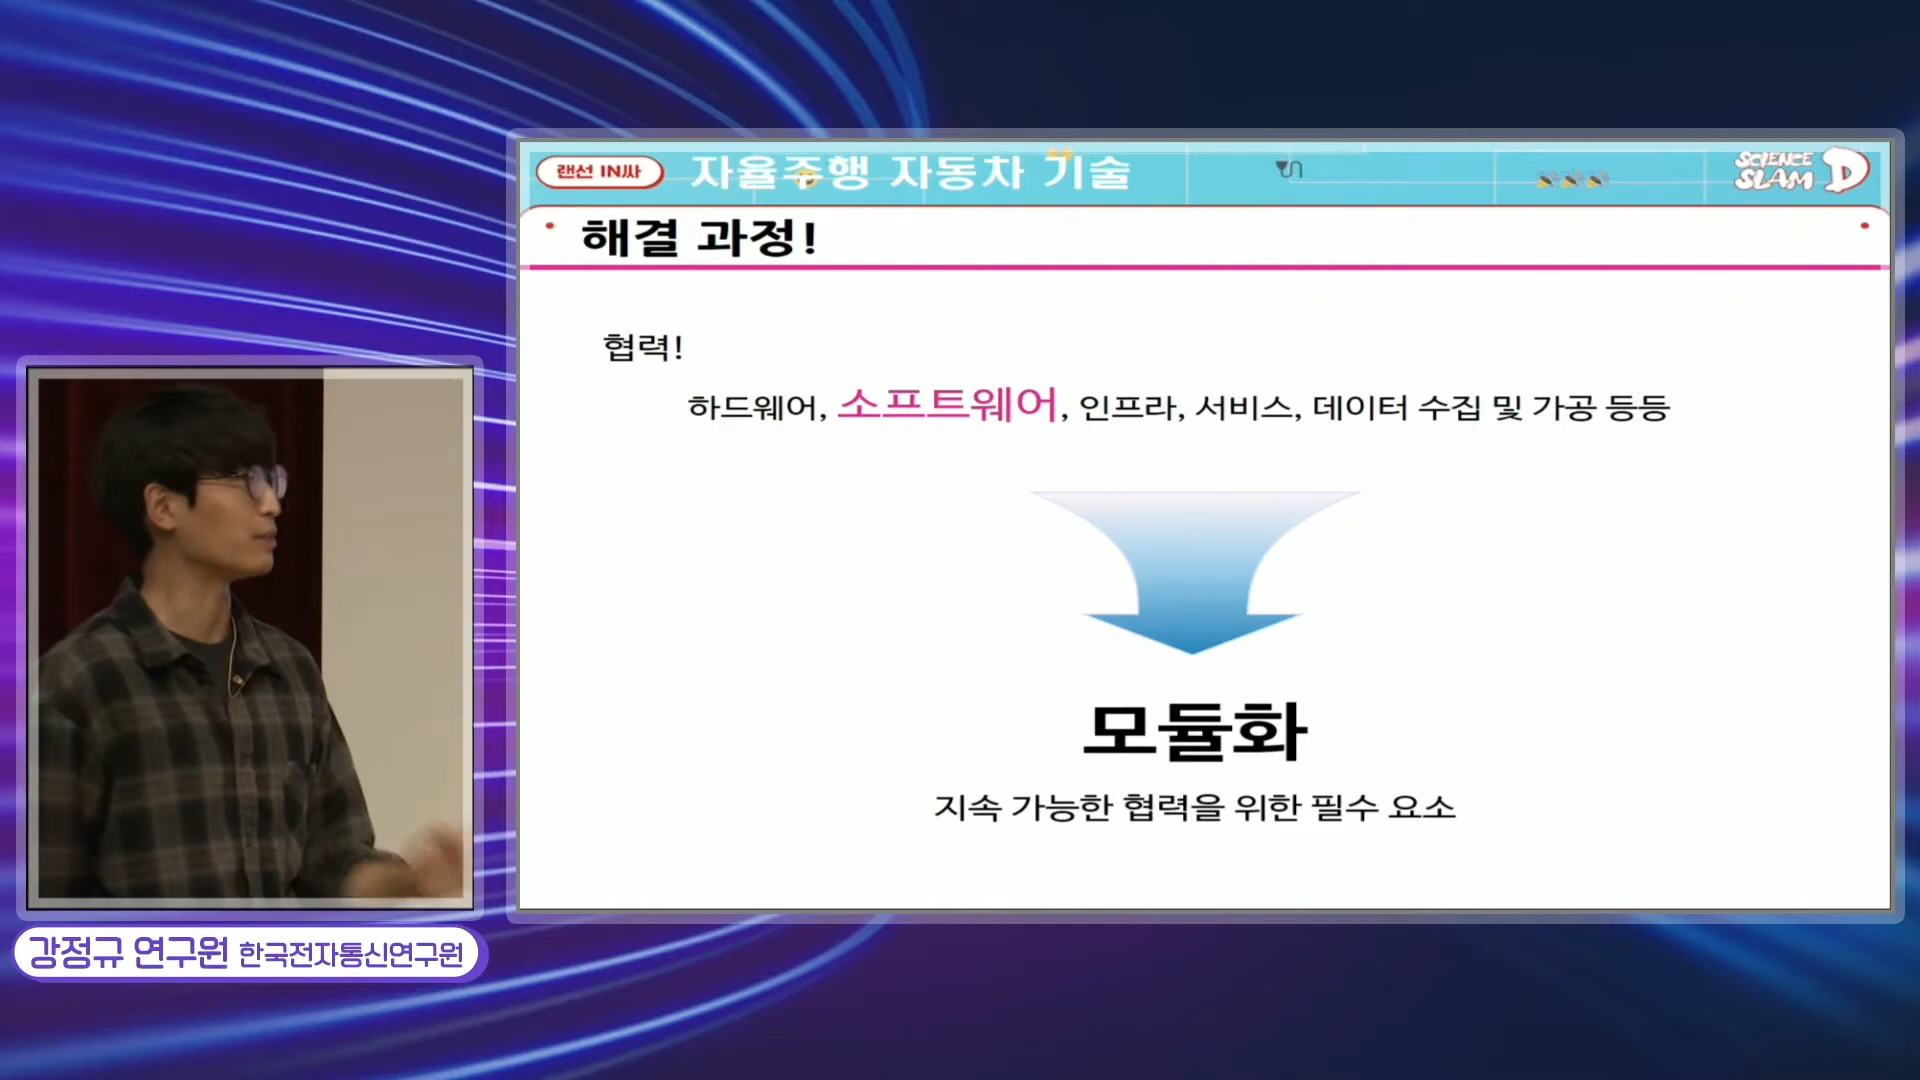 랜선 IN싸
자율주행 자동차 기술
SCIENCE
SLAM D
해결 과정!
협력!
하드웨어, 소프트웨어, 인프라, 서비스, 데이터 수집 및 가공 등등
모듈화
지속 가능한 협력을 위한 필수 요소
강정규 연구원 한국전자통신연구원